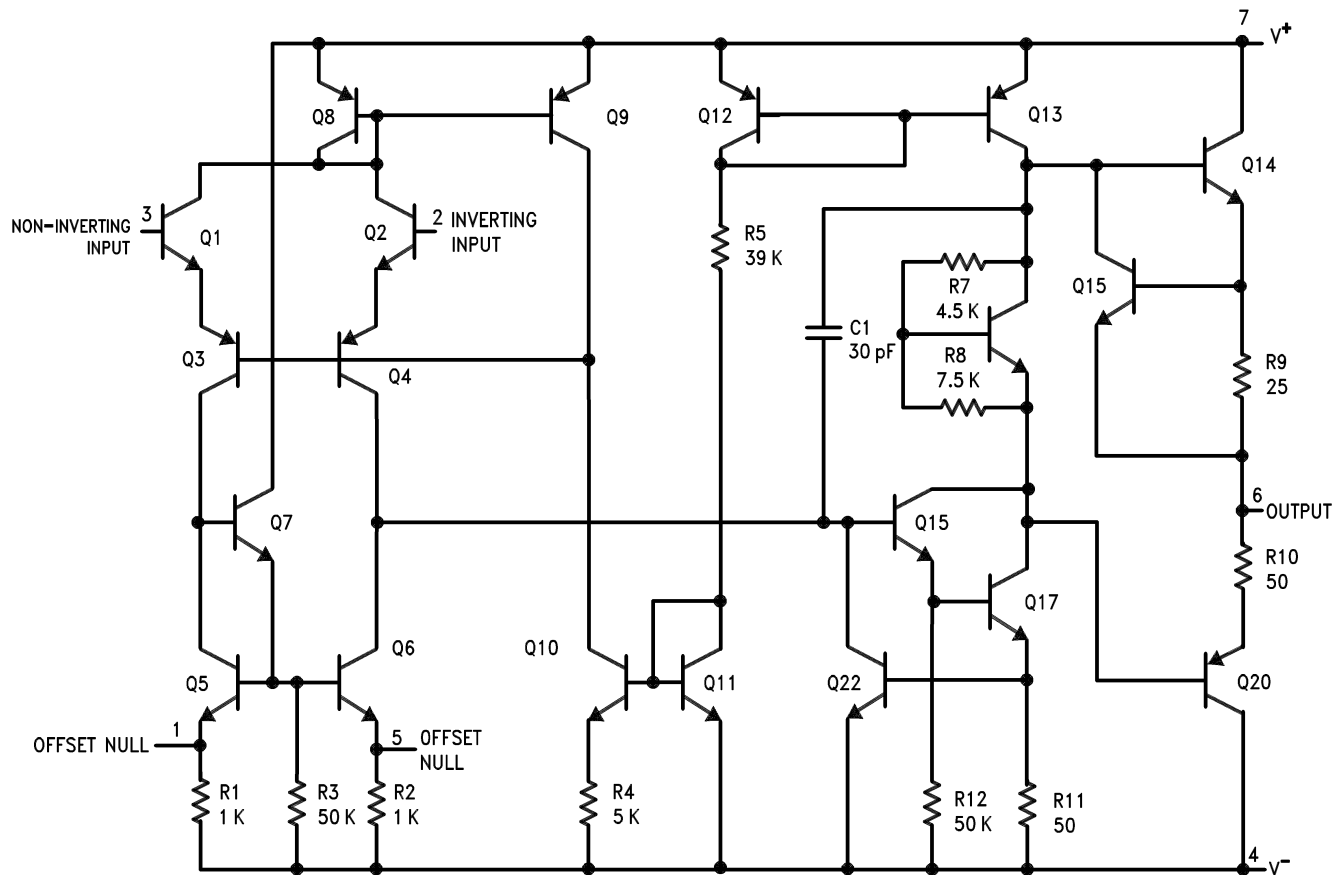 7
V+
Q8
Q9
Q12
Q13
Q14
3
NON-INVERTING
INPUT
Q1
Q2
2
INVERTING
INPUT
R5
39 K
R7
4.5 K
Q15
C1
30 pF
R8
7.5 K
Q3
Q4
R9
25
Q7
Q15
6
OUTPUT
R10
50
Q17
Q5
Q6
Q10
Q11
Q22
Q20
1
OFFSET NULL
5
OFFSET
NULL
R1
1 K
R3
50 K
R2
1 K
R4
5 K
R12
50 K
R11
50
4
V-